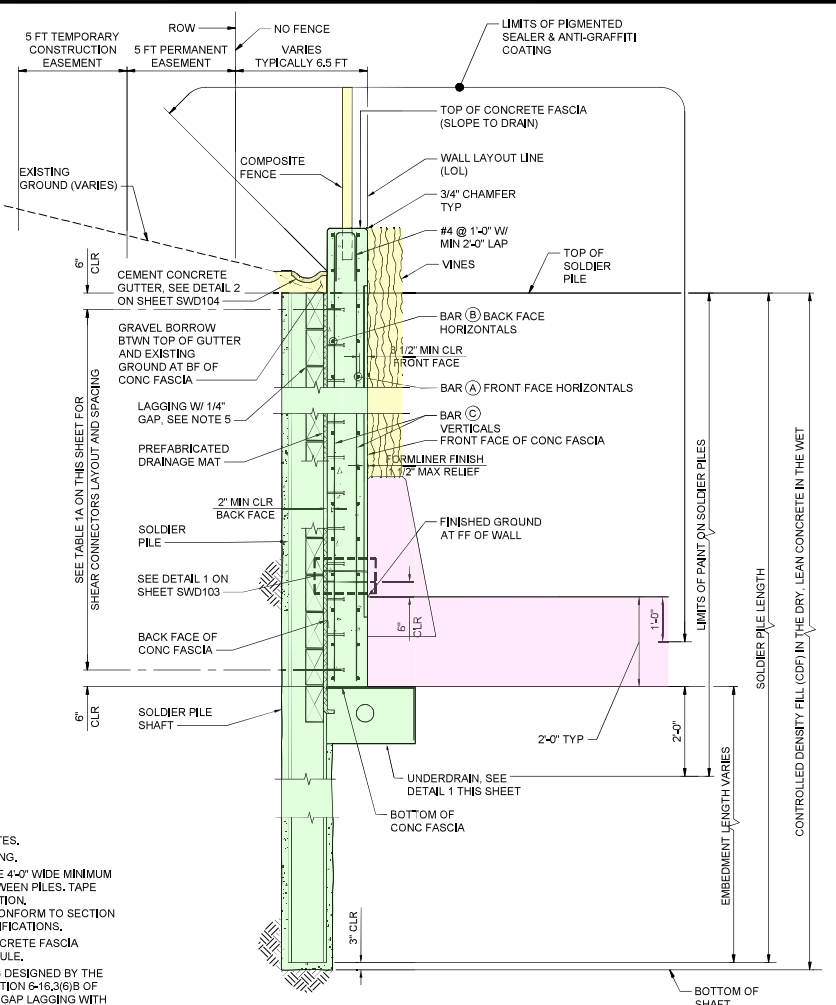 ROW
NO FENCE
LIMITS OF PIGMENTED
SEALER & ANTI-GRAFFITI
COATING
5 FT TEMPORARY
CONSTRUCTION
EASEMENT
5 FT PERMANENT
EASEMENT
VARIES
TYPICALLY 6.5 FT
TOP OF CONCRETE FASCIA
(SLOPE TO DRAIN)
EXISTING
GROUND (VARIES)
COMPOSITE
FENCE
WALL LAYOUT LINE
(LOL)
3/4" CHAMFER
TYP
#4 @ 1'-0" W/
MIN 2'-0" LAP
VINES
TOP OF
SOLDIER
PILE
6"
CLR
CEMENT CONCRETE
GUTTER, SEE DETAIL 2
ON SHEET SWD104
GRAVEL BORROW
BTWN TOP OF GUTTER
AND EXISTING
GROUND AT BF OF
CONC FASCIA
BAR B BACK FACE
HORIZONTALS
3 1/2" MIN CLR
FRONT FACE
BAR A FRONT FACE HORIZONTALS
LAGGING W/ 1/4"
GAP, SEE NOTE 5
BAR C
VERTICALS
FRONT FACE OF CONC FASCIA
PREFABRICATED
DRAINAGE MAT
FORMLINER FINISH
1 1/2" MAX RELIEF
2" MIN CLR
BACK FACE
SOLDIER
PILE
FINISHED GROUND
AT FF OF WALL
SEE DETAIL 1 ON
SHEET SWD103
SEE TABLE 1A ON THIS SHEET FOR
SHEAR CONNECTORS LAYOUT AND SPACING
BACK FACE OF
CONC FASCIA
6"
CLR
1'-0"
6"
CLR
SOLDIER PILE
SHAFT
2'-0" TYP
2'-0"
UNDERDRAIN, SEE
DETAIL 1 THIS SHEET
BOTTOM OF
CONC FASCIA
LIMITS OF PAINT ON SOLDIER PILES
SOLDIER PILE LENGTH
CONTROLLED DENSITY FILL (CDF) IN THE DRY, LEAN CONCRETE IN THE WET
EMBEDMENT LENGTH VARIES
3" CLR
BOTTOM OF
SHAFT
TES.
NG.
E 4'-0" WIDE MINIMUM
WEEN PILES. TAPE
TION.
ONFORM TO SECTION
IFICATIONS.
CRETE FASCIA
ULE.
G DESIGNED BY THE
TION 6-16.3(6)B OF
GAP LAGGING WITH